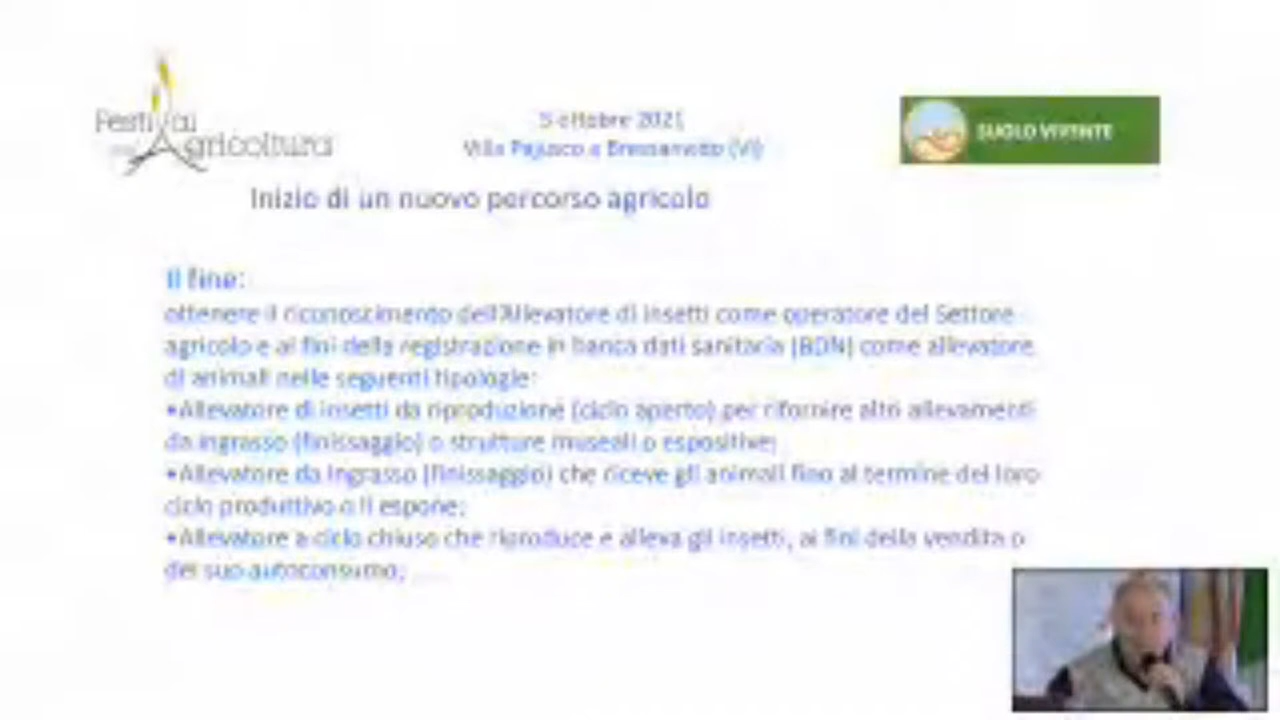 Festival
Agricoltura
3 ottobre 2021
Villa Pajusco a Bressanvido (VI)
SUOLO VIVENTE
Inizio di un nuovo percorso agricolo
Il fine:
ottenere il riconoscimento dell'Allevatore di insetti come operatore del Settore
agricolo e ai fini della registrazione in banca dati sanitaria (BDN) come allevatore
di animali nelle seguenti tipologie:
•Allevatore di insetti da riproduzione (ciclo aperto) per rifornire altri allevamenti
da ingrasso (finissaggio) o strutture museali o espositive;
•Allevatore da ingrasso (finissaggio) che riceve gli animali fino al termine del loro
ciclo produttivo o li espone;
•Allevatore a ciclo chiuso che riproduce e alleva gli insetti, ai fini della vendita o
del suo autoconsumo.